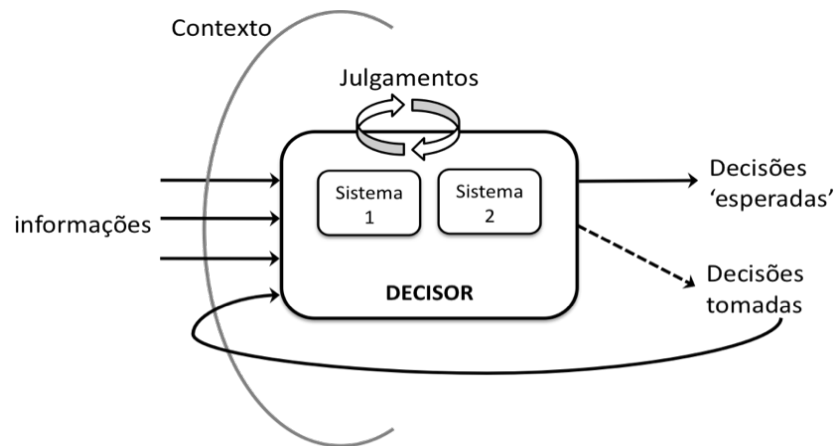 Contexto
Julgamentos
informações
Sistema
1
Sistema
2
DECISOR
Decisões
‘esperadas’
Decisões
tomadas